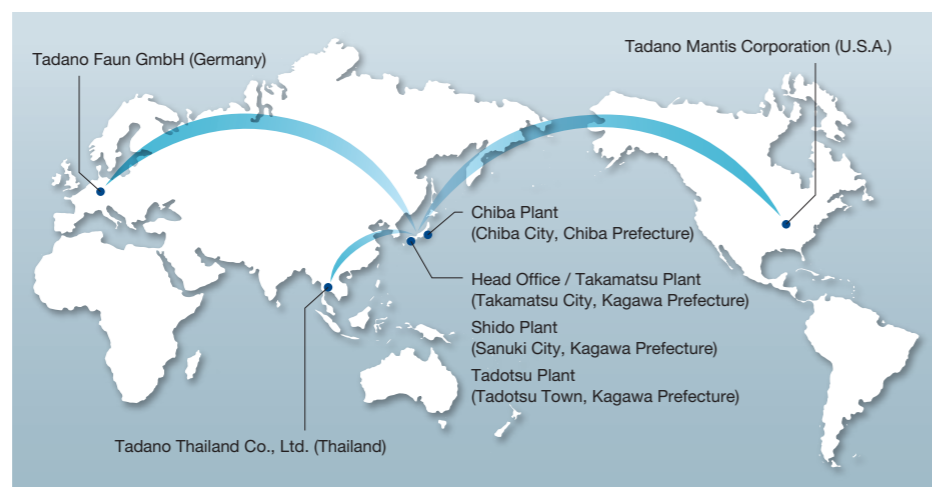 Tadano Faun GmbH (Germany)
Tadano Mantis Corporation (U.S.A.)
Chiba Plant
(Chiba City, Chiba Prefecture)
Head Office / Takamatsu Plant
(Takamatsu City, Kagawa Prefecture)
Shido Plant
(Sanuki City, Kagawa Prefecture)
Tadotsu Plant
(Tadotsu Town, Kagawa Prefecture)
Tadano Thailand Co., Ltd. (Thailand)